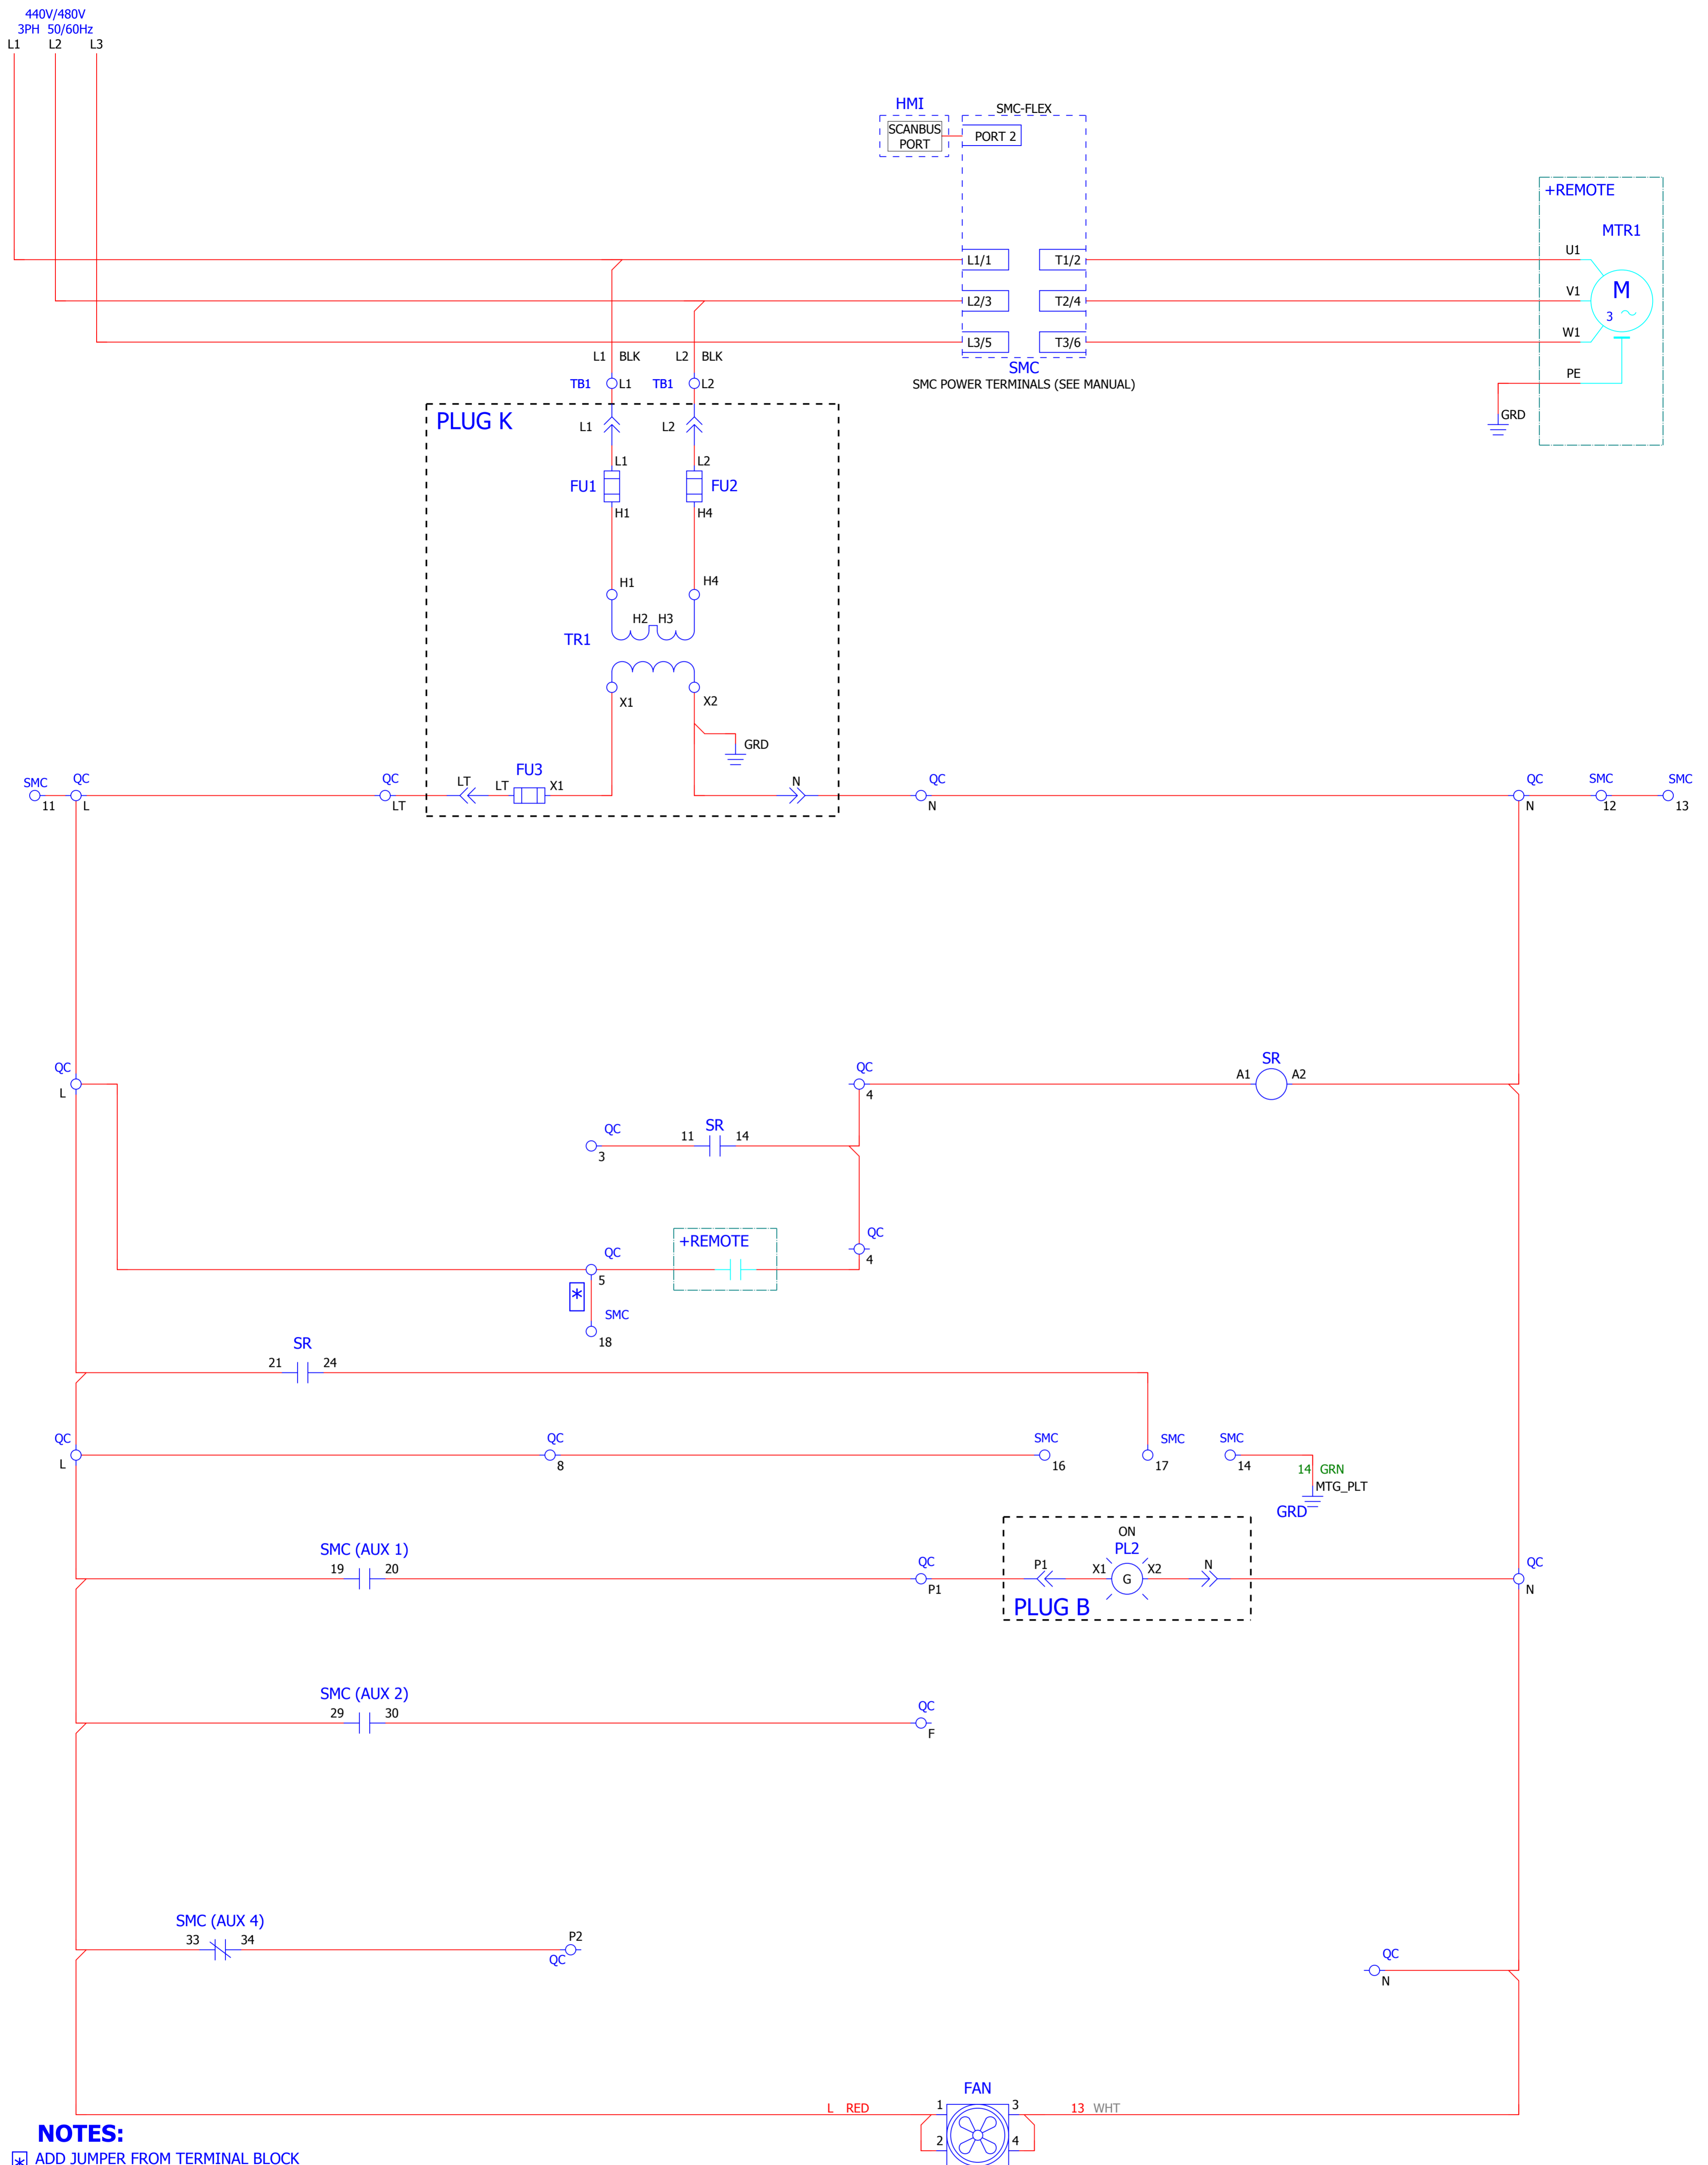 440V/480V
3PH 50/60Hz
L1 L2 L3
HMI
SMC-FLEX
SCANBUS
PORT
PORT 2
+REMOTE
MTR1
U1
L1/1 T1/2
M
3
V1
L2/3 T2/4
W1
L3/5 T3/6
L1 BLK L2 BLK
SMC
PE
TB1 L1 TB1 L2
SMC POWER TERMINALS (SEE MANUAL)
GRD
PLUG K
L1 L2
L1 L2
FU1 FU2
H1 H4
H1 H4
H2 H3
TR1
X1 X2
GRD
FU3
SMC QC QC LT LT X1 N QC QC SMC SMC
11 L LT N N 12 13
QC QC SR
L 4 A1 A2
SR
QC 11 14
3
QC
4
+REMOTE
QC
5
*
SMC
18
SR
21 24
QC QC SMC SMC SMC
L 8 16 17 14
14 GRN
MTG_PLT
GRD
ON
PL2
SMC (AUX 1)
19 20 QC P1 X1 G X2 N QC
P1 N
PLUG B
SMC (AUX 2)
29 30 QC
F
SMC (AUX 4)
33 34 P2
QC
QC
N
FAN
L RED 1 3 13 WHT
2 4
NOTES:
* ADD JUMPER FROM TERMINAL BLOCK